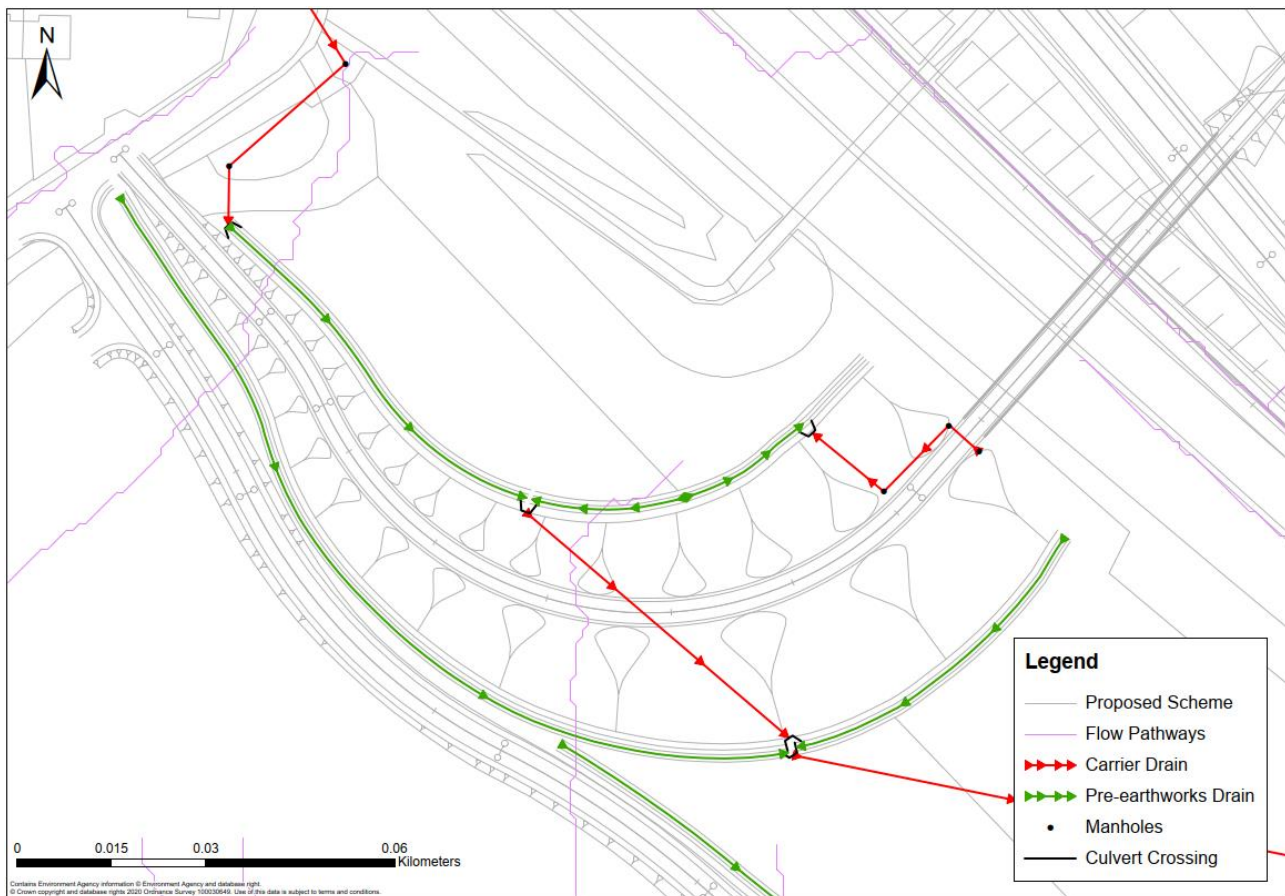 N
Legend
Proposed Scheme
Flow Pathways
Carrier Drain
Pre-earthworks Drain
Manholes
Culvert Crossing
0 0.015 0.03 0.06
Kilometers
Contains Environment Agency information © Environment Agency and database right.
© Crown copyright and database rights 2020 Ordnance Survey 100030649. Use of this data is subject to terms and conditions.